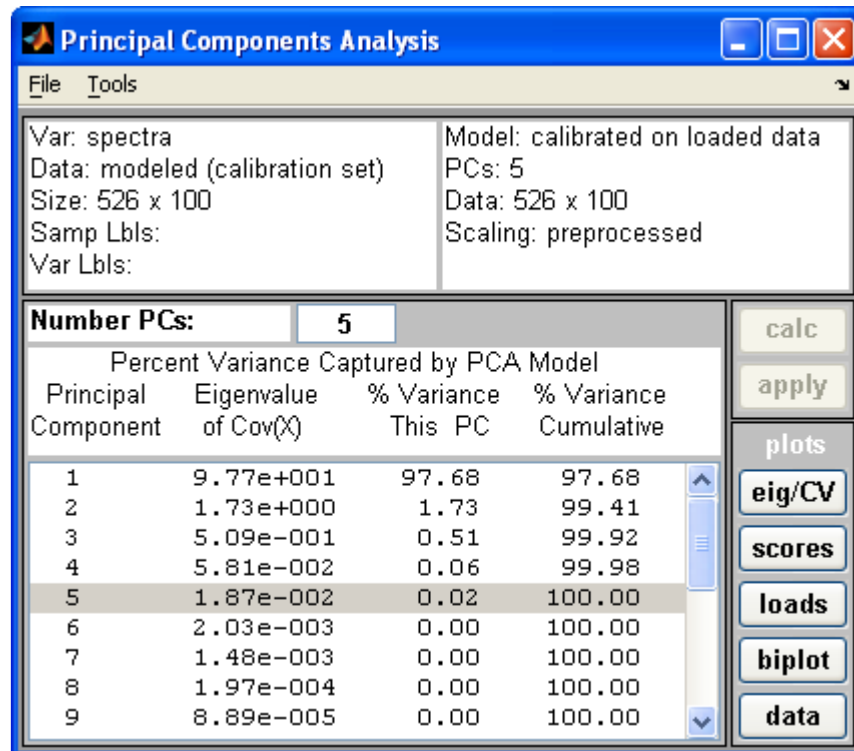 Principal Components Analysis
File Tools
Var: spectra
Data: modeled (calibration set)
Size: 526 x 100
Samp Lbls:
Var Lbls:
Model: calibrated on loaded data
PCs: 5
Data: 526 x 100
Scaling: preprocessed
Number PCs: 5
Percent Variance Captured by PCA Model
Principal Eigenvalue % Variance % Variance
Component of Cov(X) This PC Cumulative
1 9.77e+001 97.68 97.68
2 1.73e+000 1.73 99.41
3 5.09e-001 0.51 99.92
4 5.81e-002 0.06 99.98
5 1.87e-002 0.02 100.00
6 2.03e-003 0.00 100.00
7 1.48e-003 0.00 100.00
8 1.97e-004 0.00 100.00
9 8.89e-005 0.00 100.00
calc
apply
plots
eig/CV
scores
loads
biplot
data